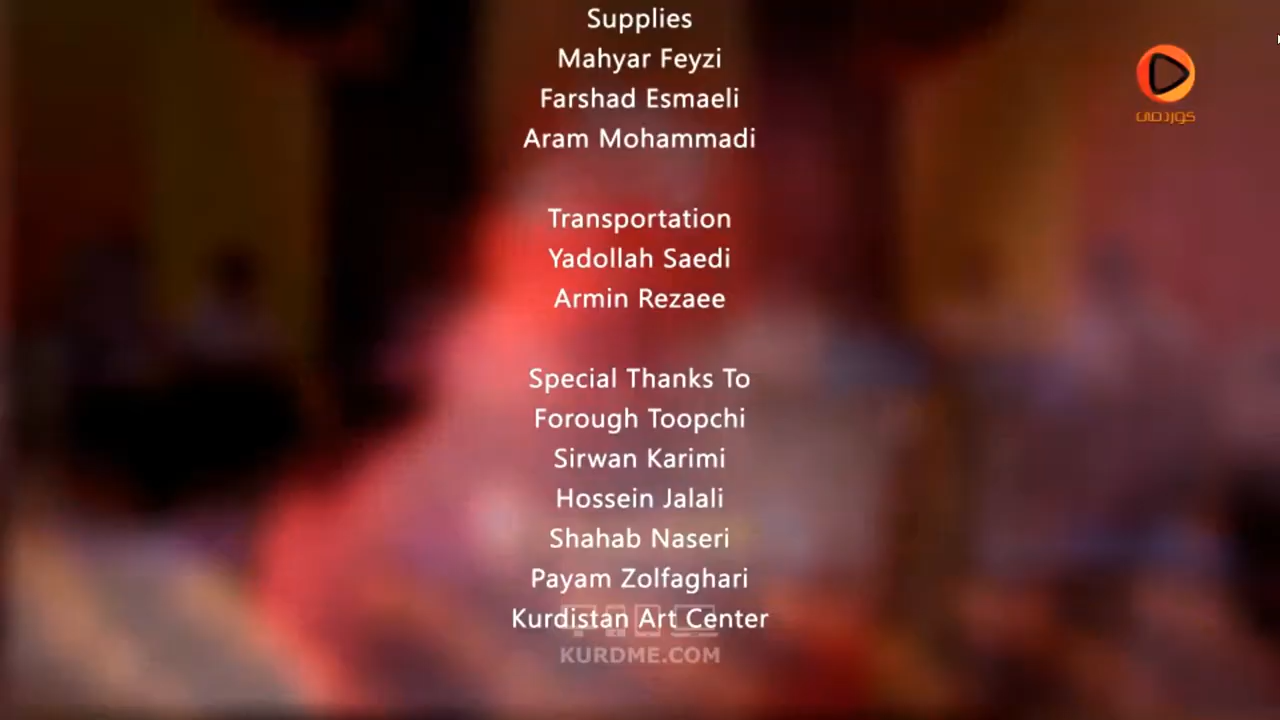 Supplies
Mahyar Feyzi
Farshad Esmaeli
Aram Mohammadi
کوردمی
Transportation
Yadollah Saedi
Armin Rezaee
Special Thanks To
Forough Toopchi
Sirwan Karimi
Hossein Jalali
Shahab Naseri
Payam Zolfaghari
Kurdistan Art Center
KURDME.COM